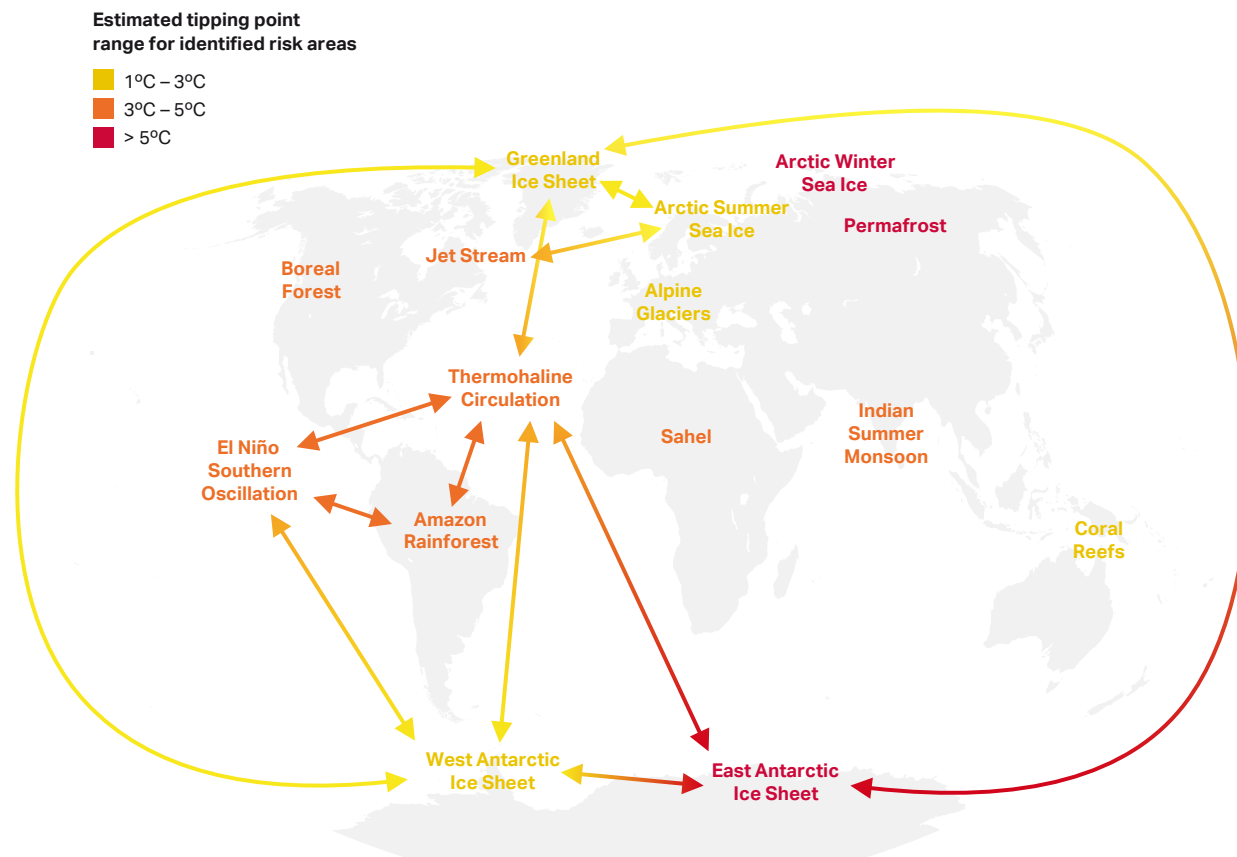 Estimated tipping point
range for identified risk areas
1ºC – 3ºC
3ºC – 5ºC
> 5ºC
Greenland
Ice Sheet
Arctic Winter
Sea Ice
Arctic Summer
Sea Ice
Permafrost
Jet Stream
Boreal
Forest
Alpine
Glaciers
Thermohaline
Circulation
El Niño
Southern
Oscillation
Sahel
Indian
Summer
Monsoon
Amazon
Rainforest
Coral
Reefs
West Antarctic
Ice Sheet
East Antarctic
Ice Sheet